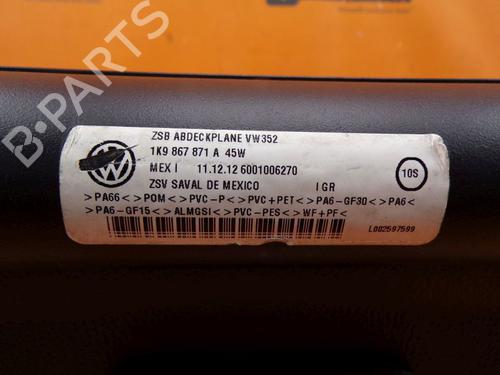 ZSB ABDECKPLANE VW352
1K9 867 871 A 45W
MEX I 11.12.12 6001006270
ZSV SAVAL DE MEXICO IGR
10S
>PA66< >POM< >PVC-P< >PVC+PET< >PA6-GF30< >PA6<
>PA6-GF15< >ALMGSI< >PVC-PES< >WF+PF<
L002597599